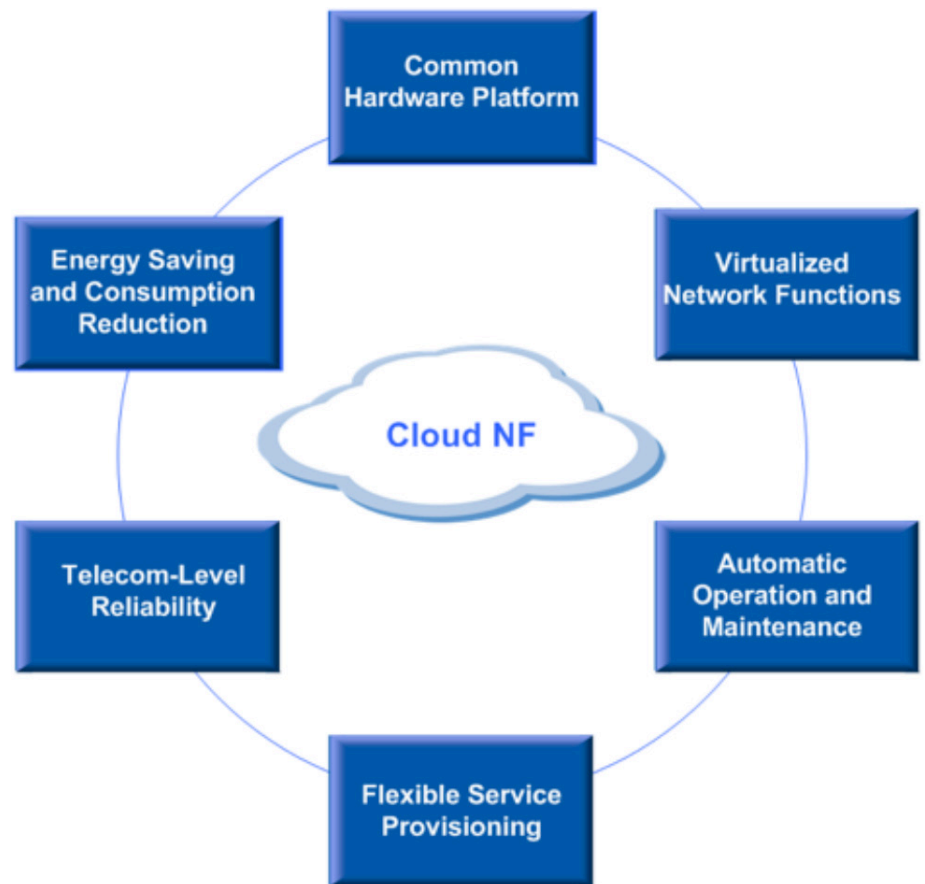 Common
Hardware Platform
Energy Saving
and Consumption
Reduction
Virtualized
Network Functions
Cloud NF
Telecom-Level
Reliability
Automatic
Operation and
Maintenance
Flexible Service
Provisioning